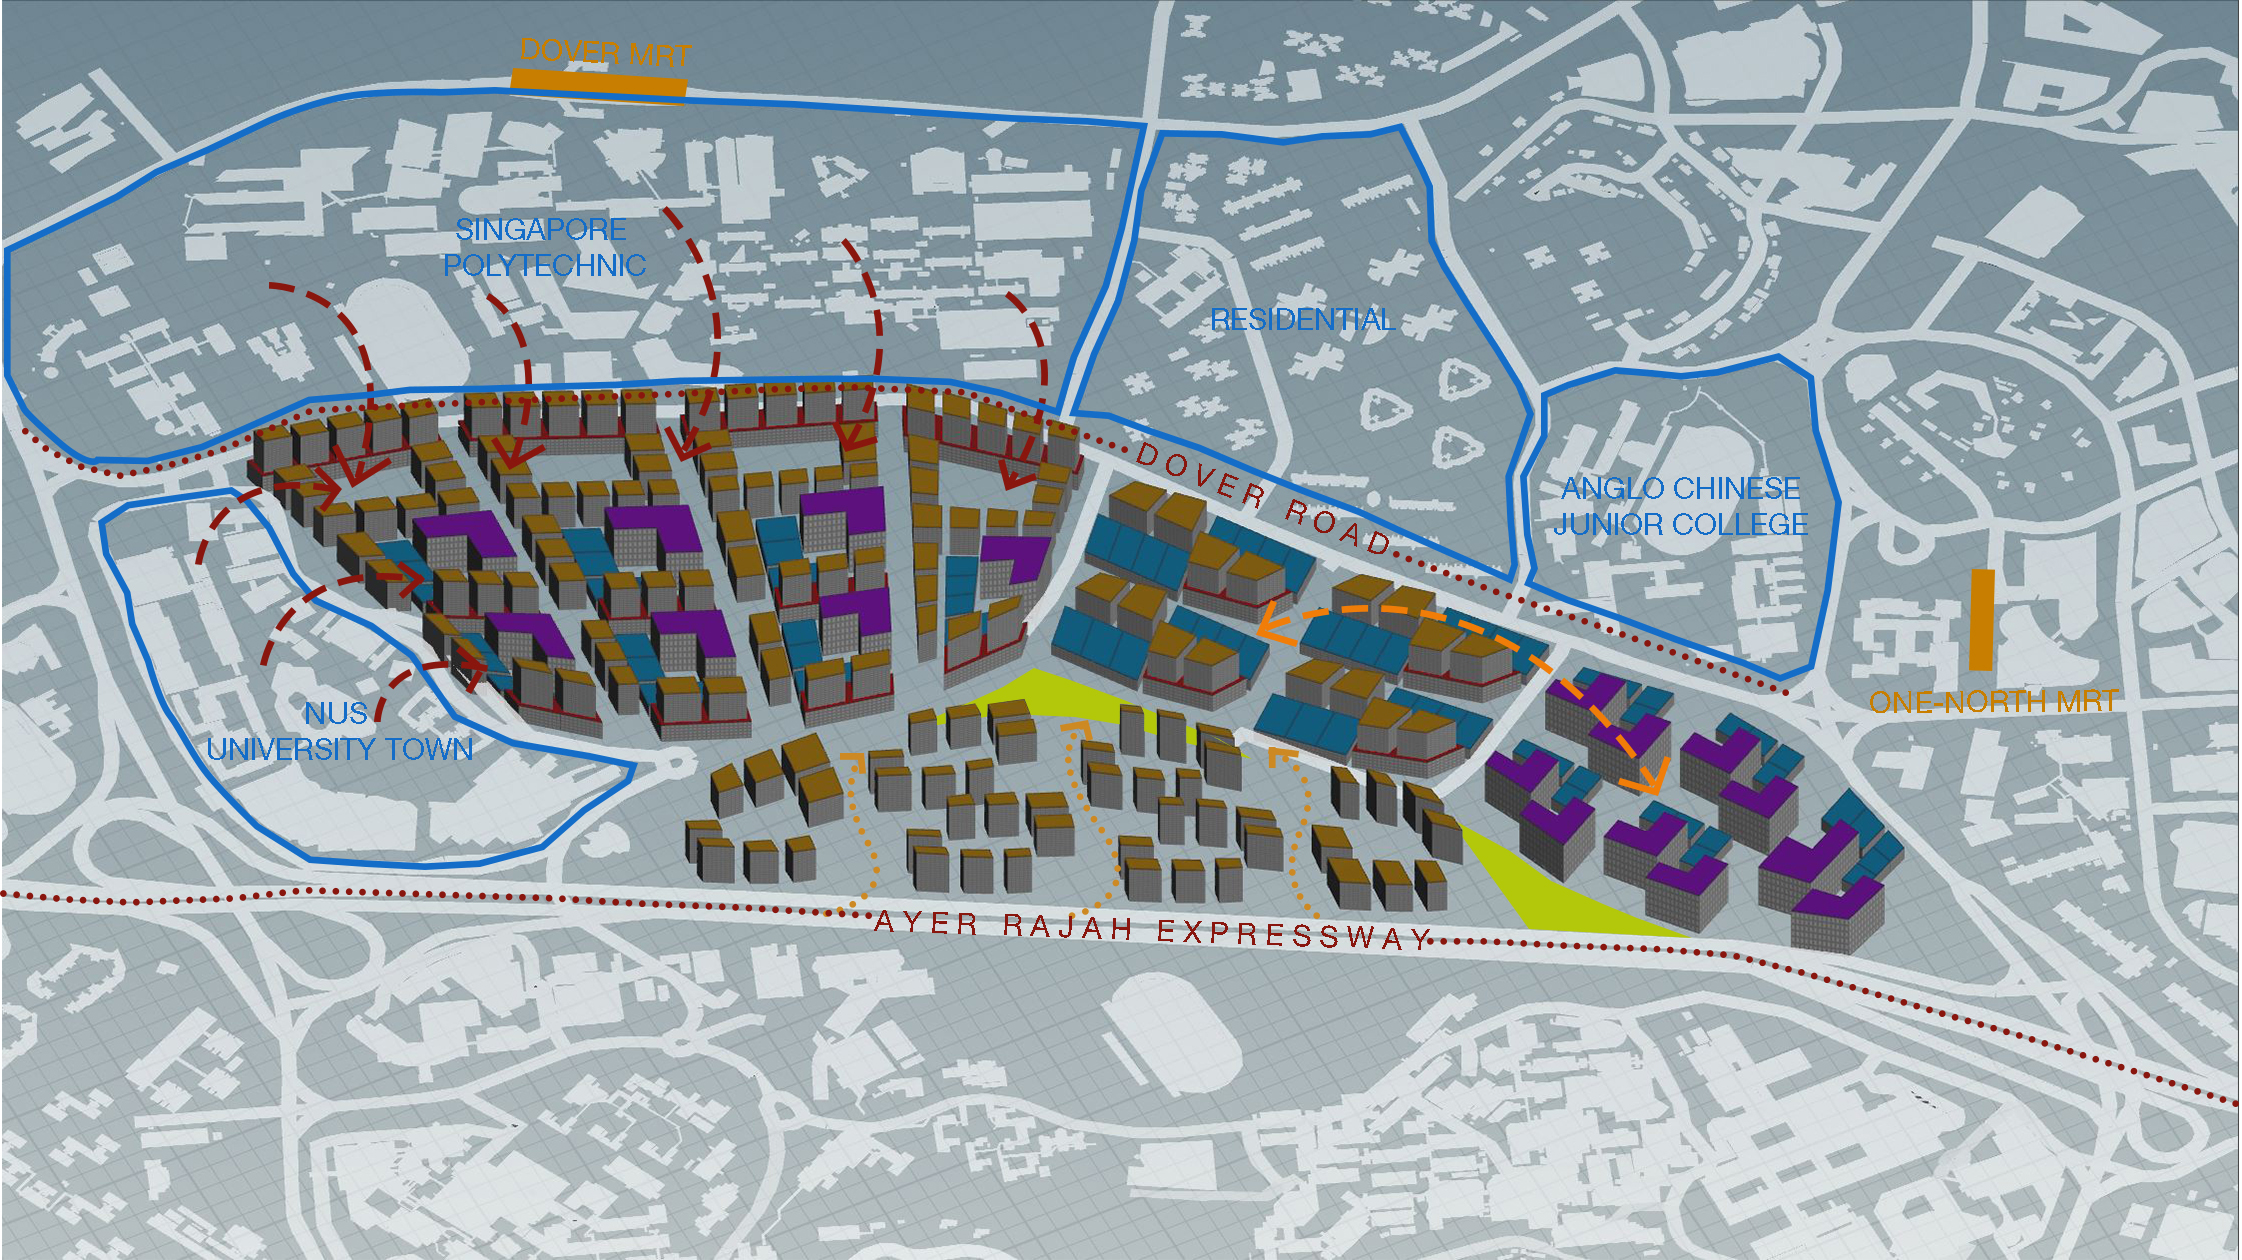 DOVER MRT
SINGAPORE
POLYTECHNIC
RESIDENTIAL
DOVER ROAD
ANGLO CHINESE
JUNIOR COLLEGE
ONE-NORTH MRT
NUS
UNIVERSITY TOWN
AYER RAJAH EXPRESSWAY